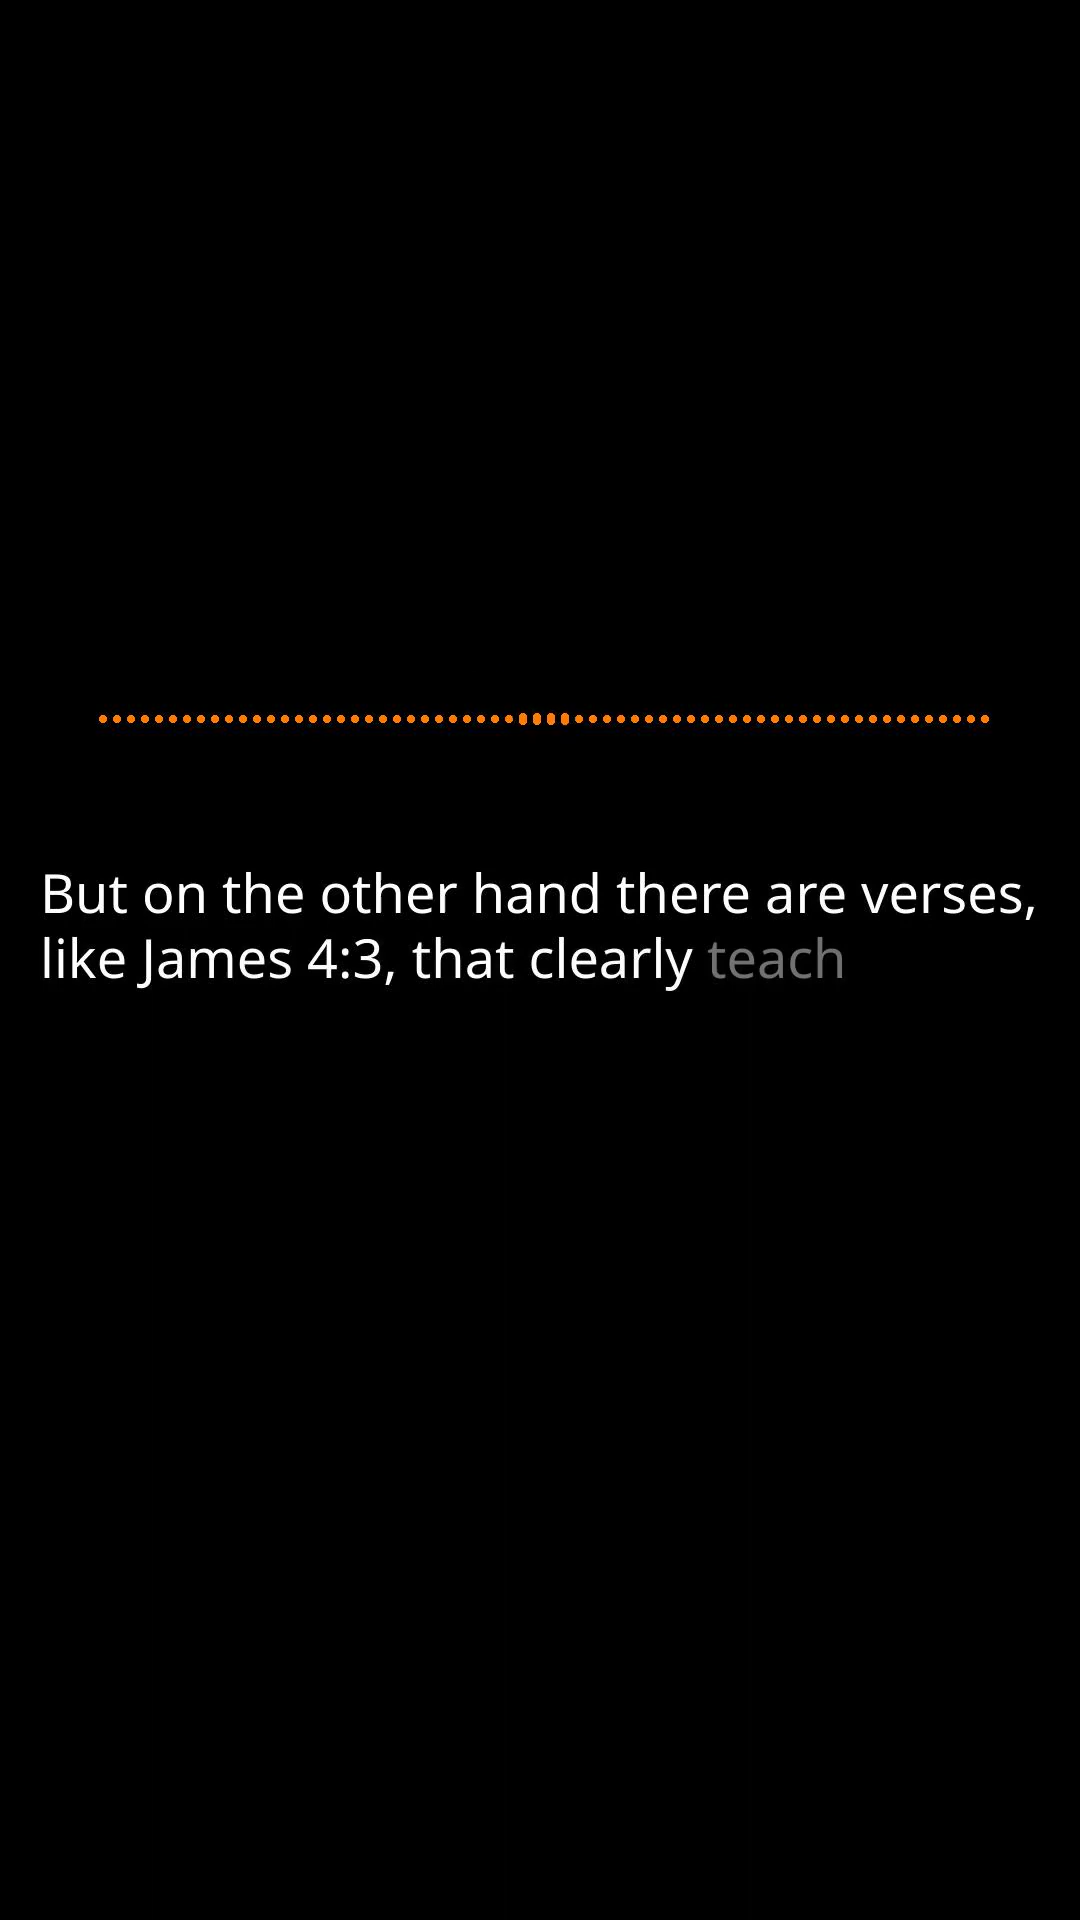 But on the other hand there are verses,
like James 4:3, that clearly teach